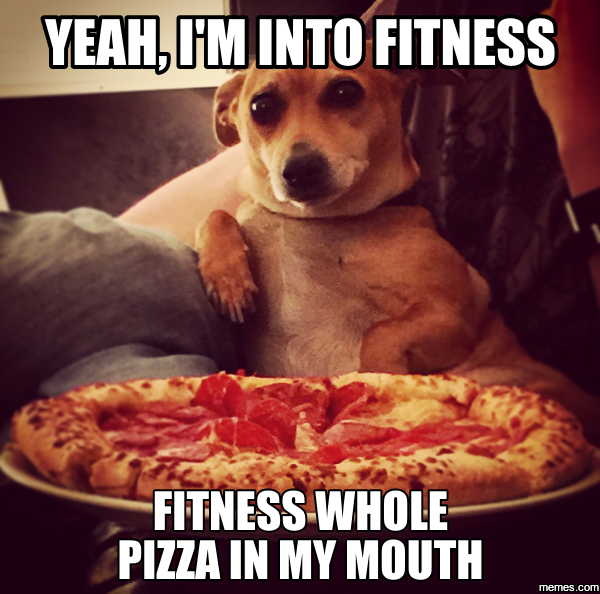 YEAH, I'M INTO FITNESS
FITNESS WHOLE
PIZZA IN MY MOUTH
memes.com